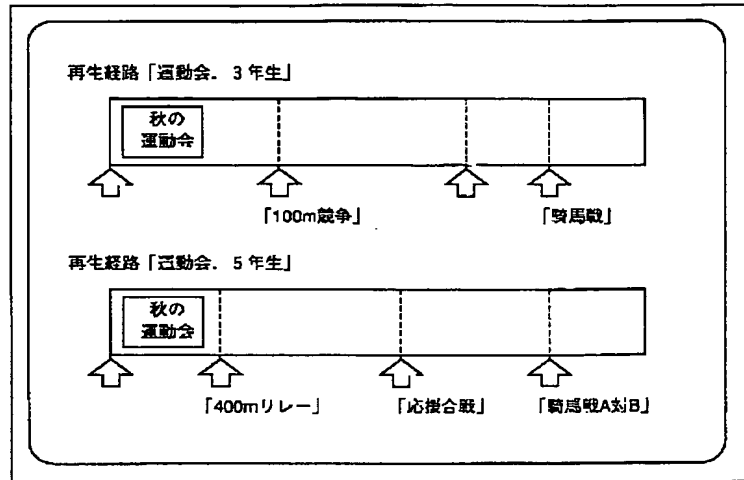 再生経路「運動会．3年生」
秋の
運動会
「100m競争」
「騎馬戦」
再生経路「運動会．5年生」
秋の
運動会
「400mリレー」
「応援合戦」
「騎馬戦A対B」